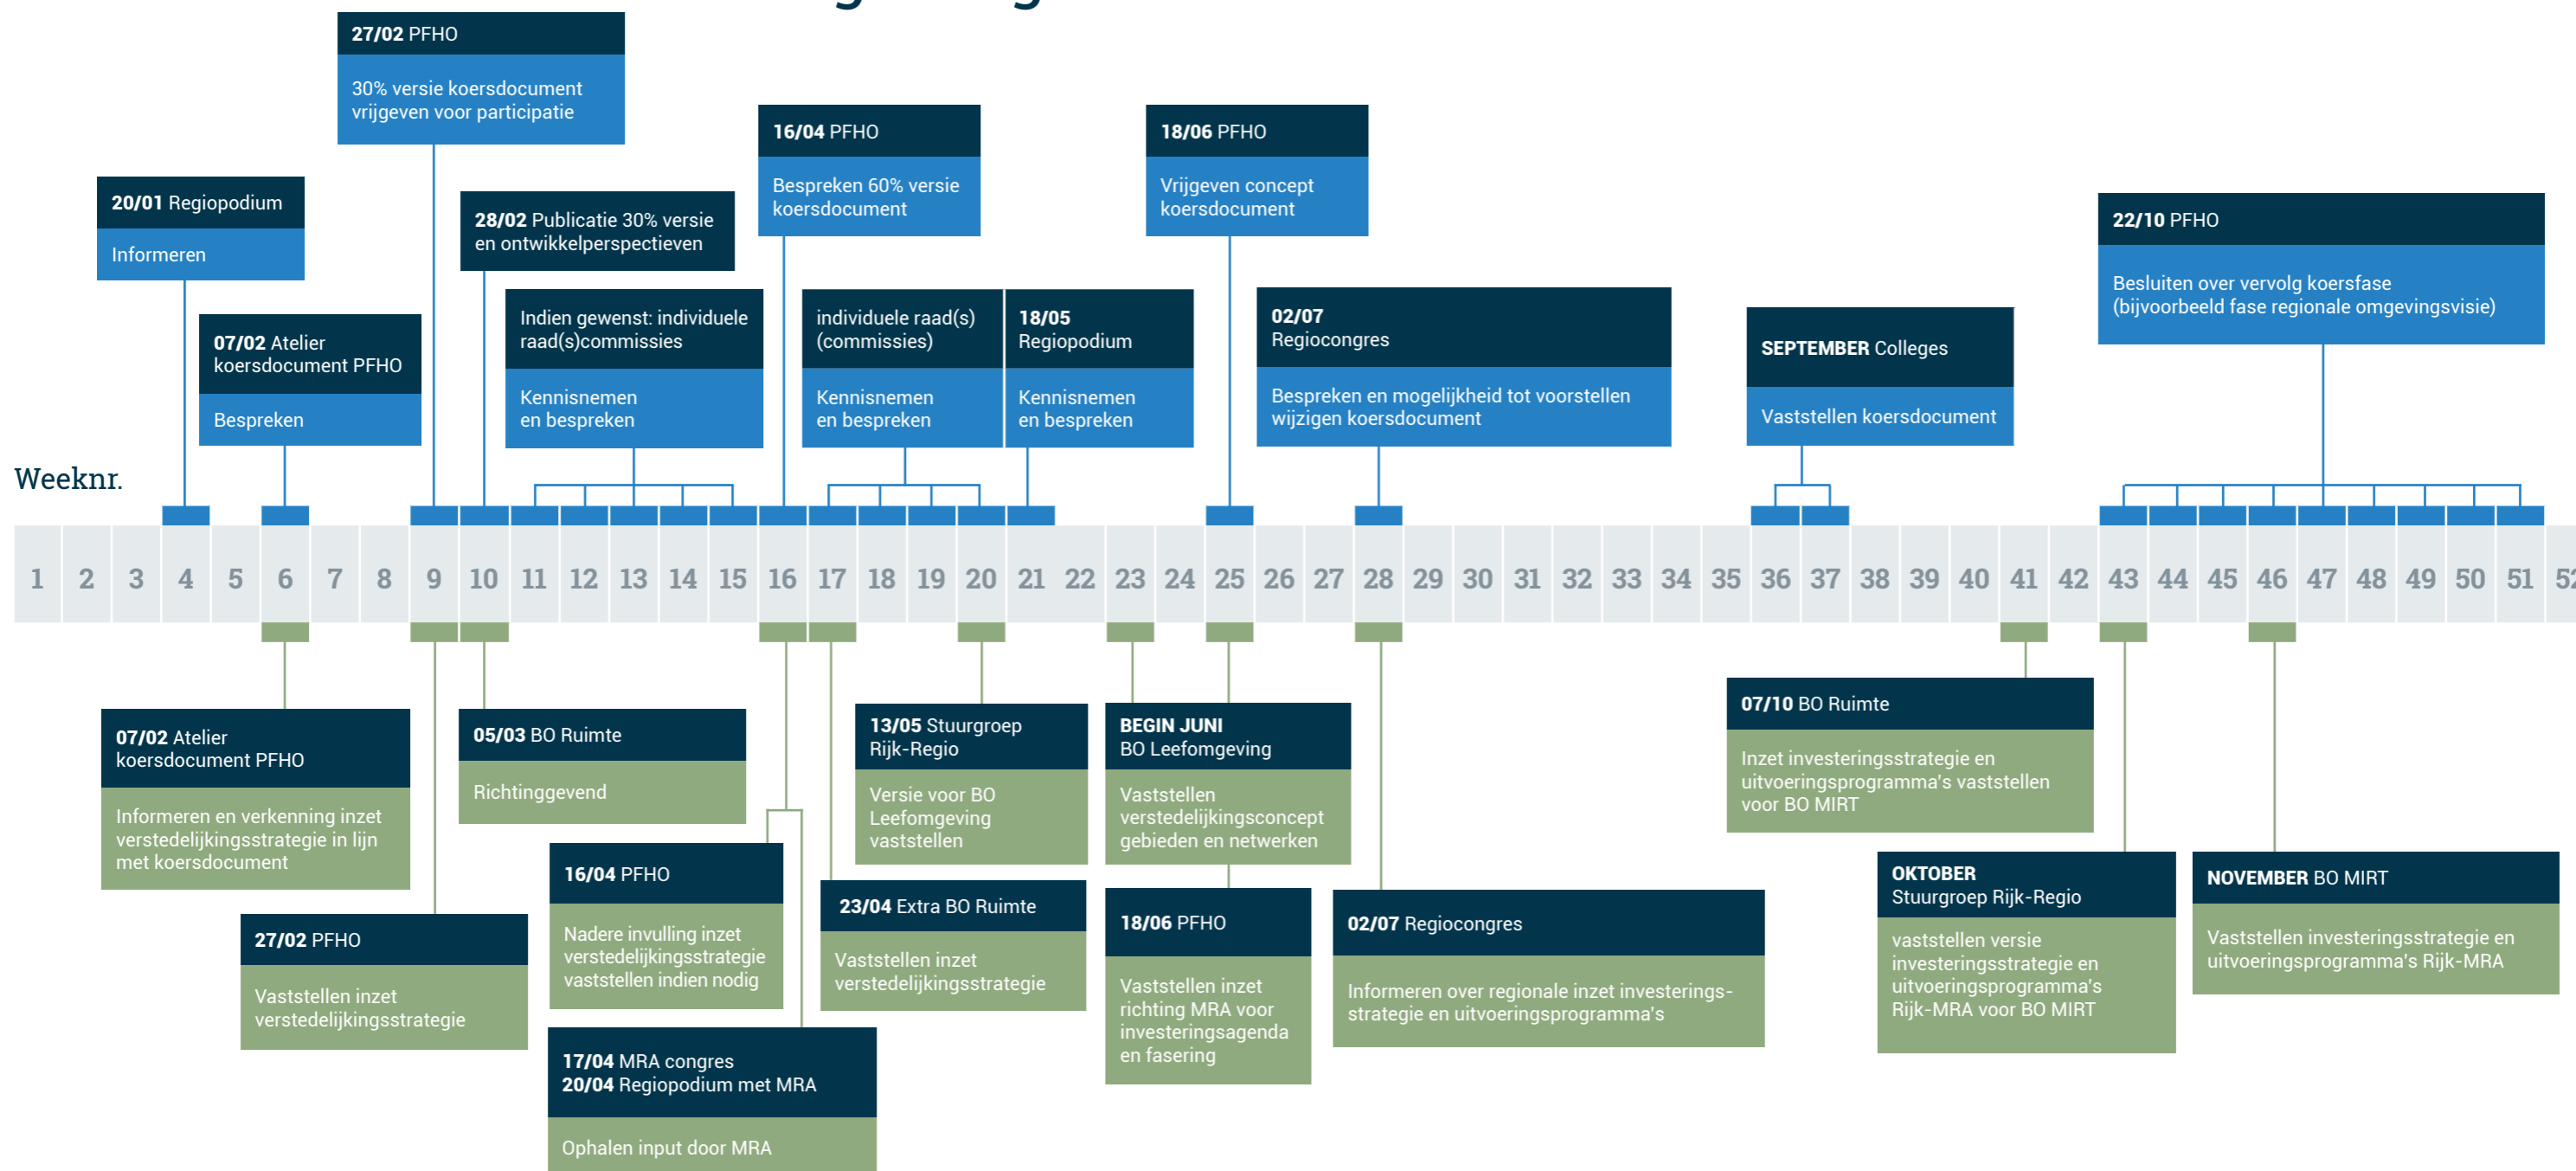 27/02 PFHO
30% versie koersdocument
vrijgeven voor participatie
16/04 PFHO
Bespreken 60% versie
koersdocument
18/06 PFHO
Vrijgeven concept
koersdocument
20/01 Regiopodium
Informeren
28/02 Publicatie 30% versie
en ontwikkelperspectieven
22/10 PFHO
Besluiten over vervolg koersfase
(bijvoorbeeld fase regionale omgevingsvisie)
07/02 Atelier
koersdocument PFHO
Bespreken
Indien gewenst: individuele
raad(s)commissies
Kennisnemen
en bespreken
individuele raad(s)
(commissies)
Kennisnemen
en bespreken
18/05
Regiopodium
Kennisnemen
en bespreken
02/07
Regiocongres
Bespreken en mogelijkheid tot voorstellen
wijzigen koersdocument
SEPTEMBER Colleges
Vaststellen koersdocument
Weeknr.
1 2 3 4 5 6 7 8 9 10 11 12 13 14 15 16 17 18 19 20 21 22 23 24 25 26 27 28 29 30 31 32 33 34 35 36 37 38 39 40 41 42 43 44 45 46 47 48 49 50 51 52
07/02 Atelier
koersdocument PFHO
Informeren en verkenning inzet
verstedelijkingsstrategie in lijn
met koersdocument
27/02 PFHO
Vaststellen inzet
verstedelijkingsstrategie
05/03 BO Ruimte
Richtinggevend
16/04 PFHO
Nadere invulling inzet
verstedelijkingsstrategie
vaststellen indien nodig
17/04 MRA congres
20/04 Regiopodium met MRA
Ophalen input door MRA
13/05 Stuurgroep
Rijk-Regio
Versie voor BO
Leefomgeving
vaststellen
23/04 Extra BO Ruimte
Vaststellen inzet
verstedelijkingsstrategie
BEGIN JUNI
BO Leefomgeving
Vaststellen
verstedelijkingsconcept
gebieden en netwerken
18/06 PFHO
Vaststellen inzet
richting MRA voor
investeringsagenda
en fasering
02/07 Regiocongres
Informeren over regionale inzet investerings-
strategie en uitvoeringsprogramma's
07/10 BO Ruimte
Inzet investeringsstrategie en
uitvoeringsprogramma's vaststellen
voor BO MIRT
OKTOBER
Stuurgroep Rijk-Regio
vaststellen versie
investeringsstrategie en
uitvoeringsprogramma's
Rijk-MRA voor BO MIRT
NOVEMBER BO MIRT
Vaststellen investeringsstrategie en
uitvoeringsprogramma's Rijk-MRA